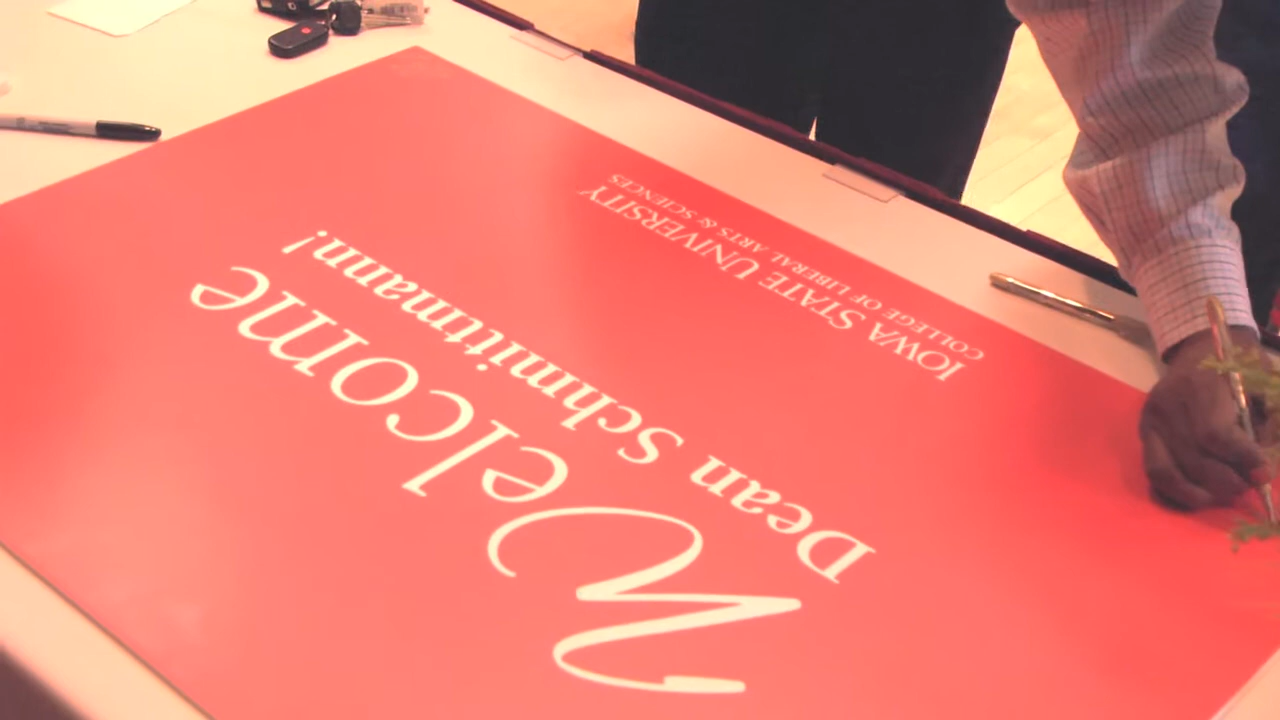 Welcome
Dean Schmittmann!
IOWA STATE UNIVERSITY
COLLEGE OF LIBERAL ARTS & SCIENCES